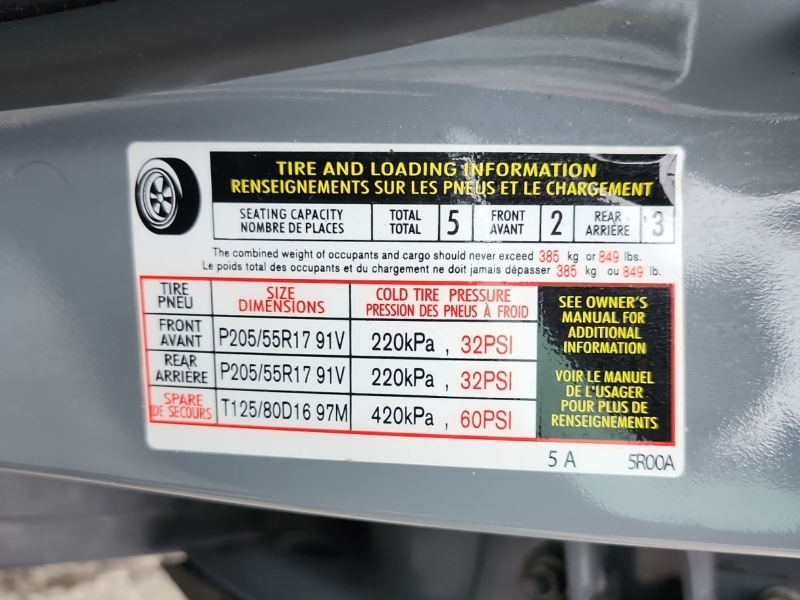 TIRE AND LOADING INFORMATION
RENSEIGNEMENTS SUR LES PNEUS ET LE CHARGEMENT
SEATING CAPACITY TOTAL 5 FRONT 2 REAR 3
NOMBRE DE PLACES TOTAL AVANT ARRIÈRE
The combined weight of occupants and cargo should never exceed 385 kg or 849 lbs.
Le poids total des occupants et du chargement ne doit jamais dépasser 385 kg ou 849 lb.
TIRE SIZE COLD TIRE PRESSURE
PNEU DIMENSIONS PRESSION DES PNEUS À FROID
FRONT
AVANT P205/55R17 91V 220kPa , 32PSI
REAR
ARRIÈRE P205/55R17 91V 220kPa , 32PSI
SPARE
DE SECOURS T125/80D16 97M 420kPa , 60PSI
SEE OWNER'S
MANUAL FOR
ADDITIONAL
INFORMATION
VOIR LE MANUEL
DE L'USAGER
POUR PLUS DE
RENSEIGNEMENTS
5 A 5R00A